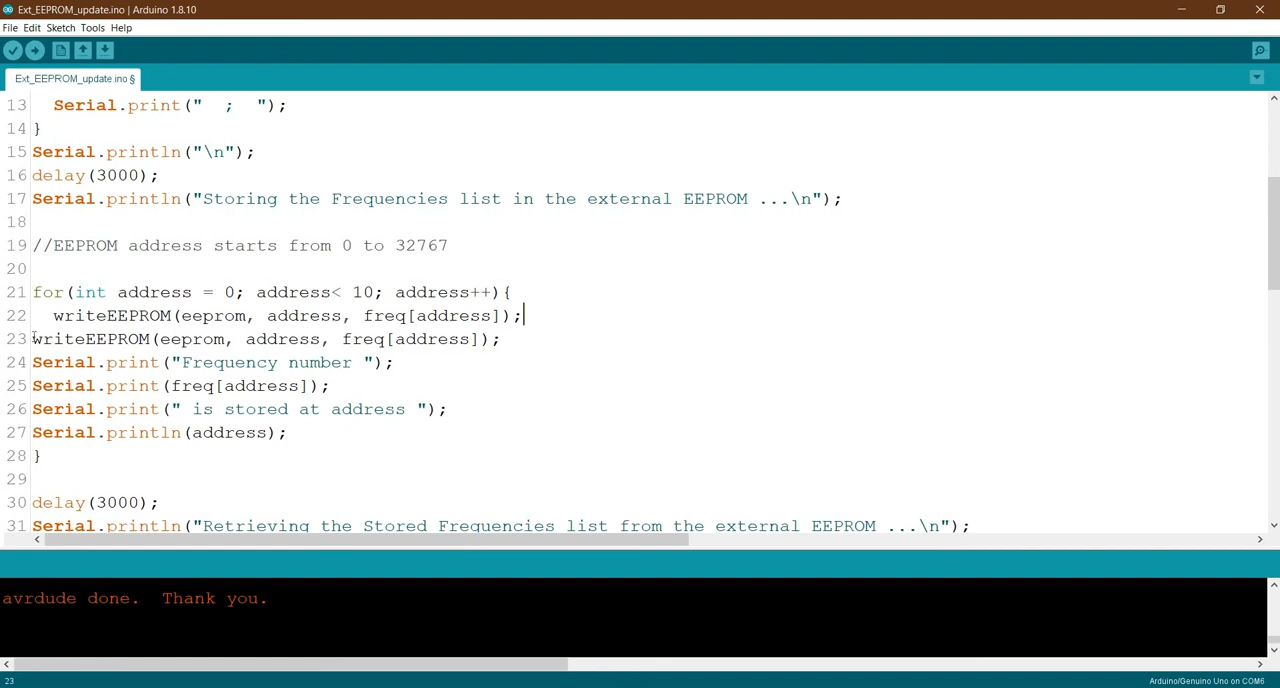 Ext_EEPROM_update.ino | Arduino 1.8.10
File Edit Sketch Tools Help
Ext_EEPROM_update.ino §
13   Serial.print("  ;  ");
14 }
15 Serial.println("\n");
16 delay(3000);
17 Serial.println("Storing the Frequencies list in the external EEPROM ...\n");
18
19 //EEPROM address starts from 0 to 32767
20
21 for(int address = 0; address< 10; address++){
22   writeEEPROM(eeprom, address, freq[address]);
23 writeEEPROM(eeprom, address, freq[address]);
24 Serial.print("Frequency number ");
25 Serial.print(freq[address]);
26 Serial.print(" is stored at address ");
27 Serial.println(address);
28 }
29
30 delay(3000);
31 Serial.println("Retrieving the Stored Frequencies list from the external EEPROM ...\n");
avrdude done.  Thank you.
23
Arduino/Genuino Uno on COM6